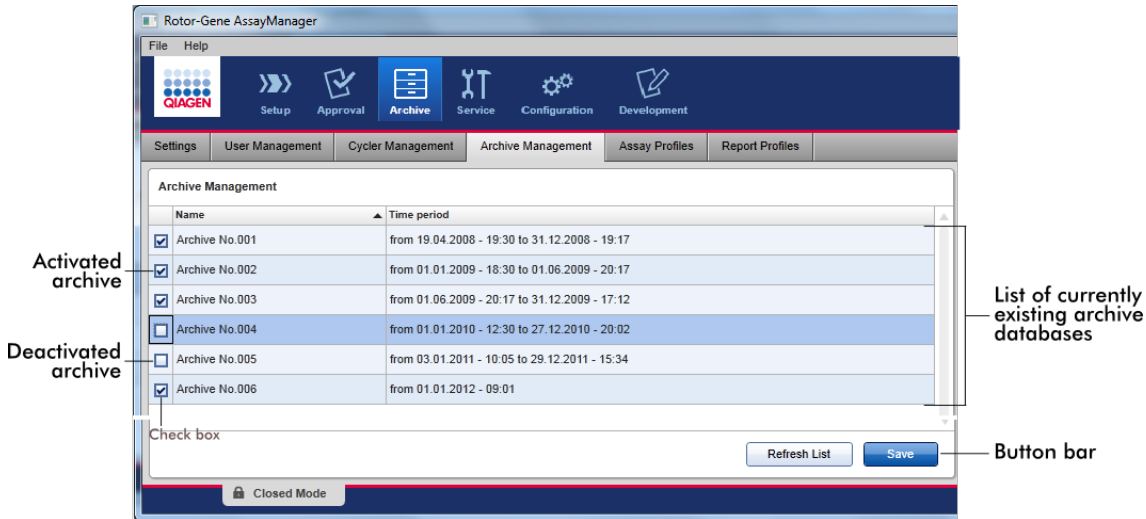 Rotor-Gene AssayManager
File Help
QIAGEN
Setup Approval Archive Service Configuration Development
Settings User Management Cycler Management Archive Management Assay Profiles Report Profiles
Archive Management
Name Time period
Archive No.001 from 19.04.2008 - 19:30 to 31.12.2008 - 19:17
Archive No.002 from 01.01.2009 - 18:30 to 01.06.2009 - 20:17
Archive No.003 from 01.06.2009 - 20:17 to 31.12.2009 - 17:12
Archive No.004 from 01.01.2010 - 12:30 to 27.12.2010 - 20:02
Archive No.005 from 03.01.2011 - 10:05 to 29.12.2011 - 15:34
Archive No.006 from 01.01.2012 - 09:01
Activated
archive
Deactivated
archive
Check box
List of currently
existing archive
databases
Refresh List Save
Button bar
Closed Mode